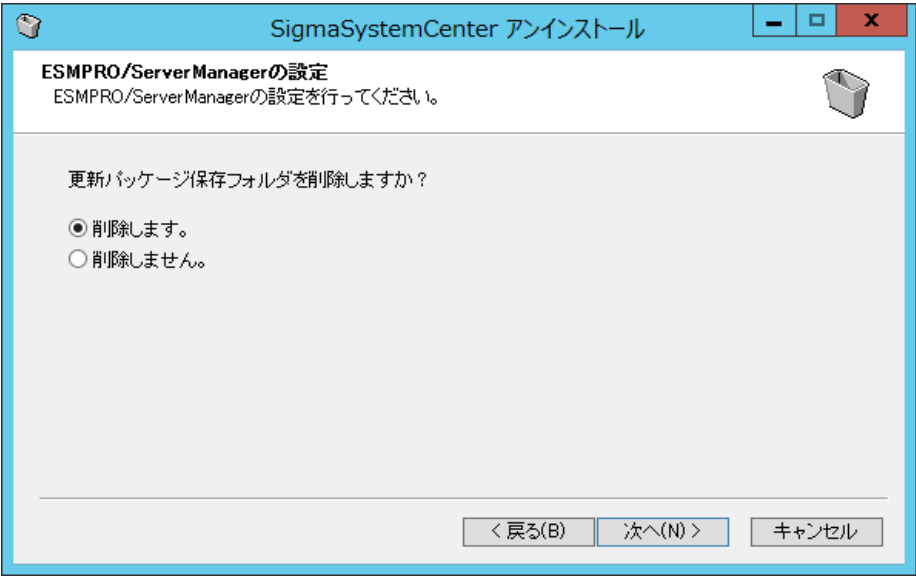 SigmaSystemCenter アンインストール
ESMPRO/ServerManagerの設定
ESMPRO/ServerManagerの設定を行ってください。
更新パッケージ保存フォルダを削除しますか？
削除します。
削除しません。
< 戻る(B) 次へ(N) > キャンセル